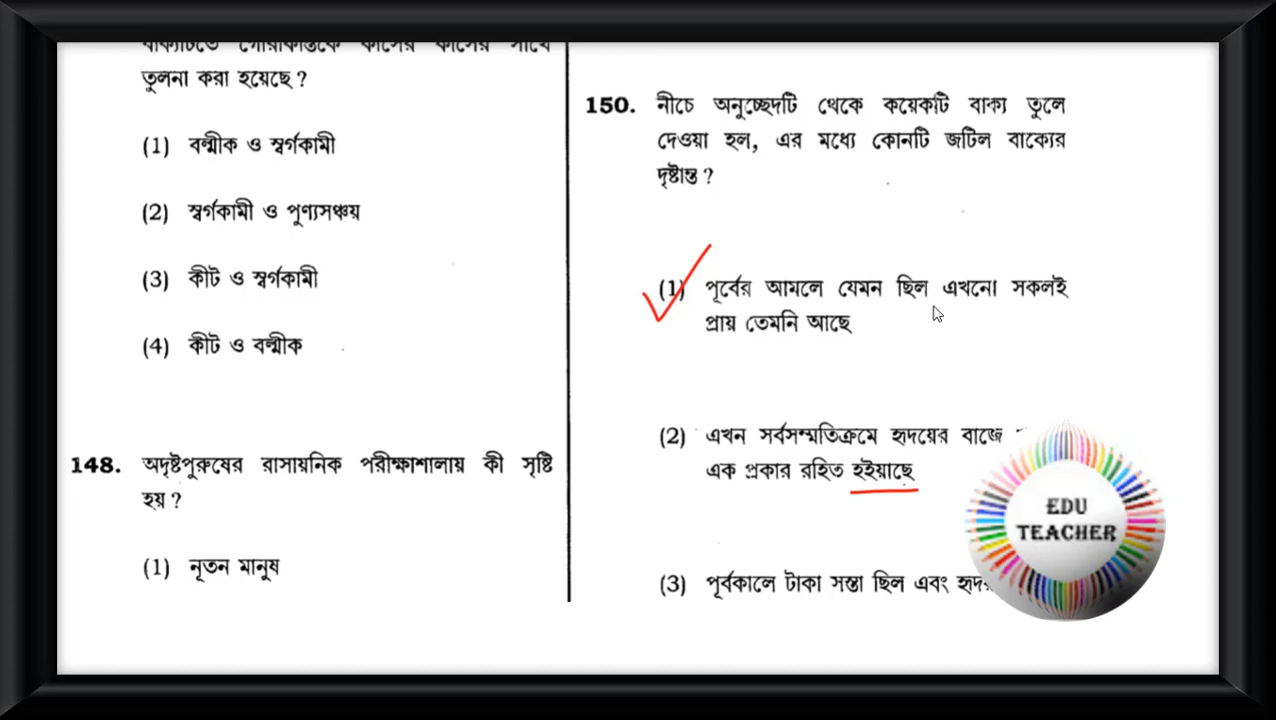 তুলনা করা হয়েছে ?
(1) বল্মীক ও স্বর্গকামী
(2) স্বর্গকামী ও পুণ্যসঞ্চয়
(3) কীট ও স্বর্গকামী
(4) কীট ও বল্মীক
148. অদৃষ্টপুরুষের রাসায়নিক পরীক্ষাশালায় কী সৃষ্টি
হয় ?
(1) নূতন মানুষ
150. নীচে অনুচ্ছেদটি থেকে কয়েকটি বাক্য তুলে
দেওয়া হল, এর মধ্যে কোনটি জটিল বাক্যের
দৃষ্টান্ত ?
(1) পূর্বের আমলে যেমন ছিল এখনো সকলই
প্রায় তেমনি আছে
(2) এখন সর্বসম্মতিক্রমে হৃদয়ের বাজে
এক প্রকার রহিত হইয়াছে
(3) পূর্বকালে টাকা সস্তা ছিল এবং
EDU
TEACHER